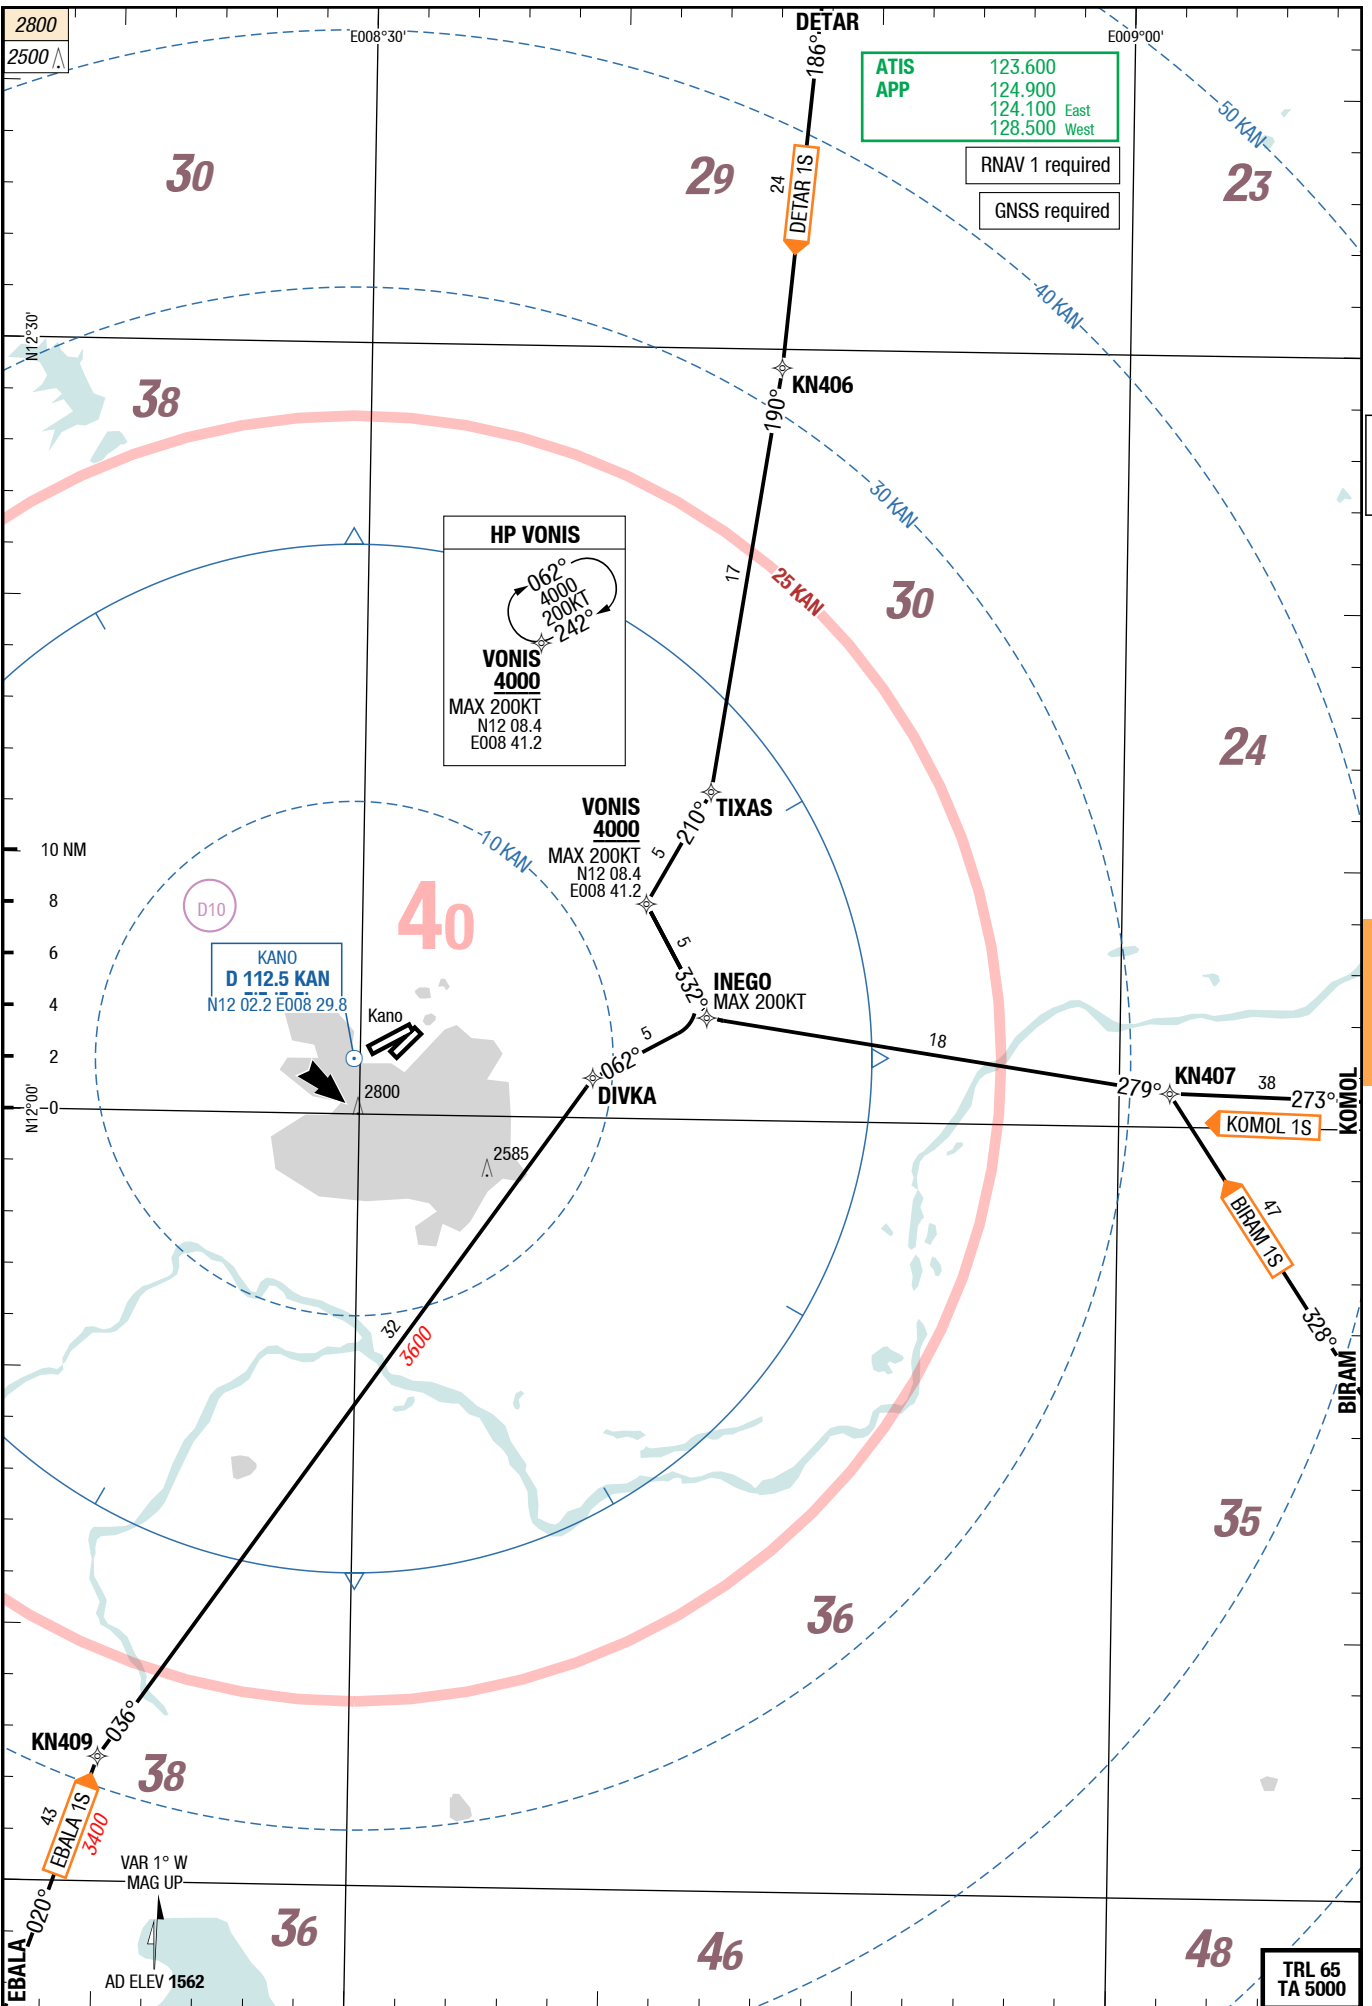 2800
2500
E008°30'
DETAR
E009°00'
186°
ATIS 123.600
APP 124.900
124.100 East
128.500 West
50 KAN
RNAV 1 required
GNSS required
30
29
23
24
DETAR 1S
40 KAN
N12°30'
38
KN406
190°
30 KAN
HP VONIS
062°
4000
200KT
242°
VONIS
4000
MAX 200KT
N12 08.4
E008 41.2
17
25 KAN
30
24
TIXAS
210°
VONIS
4000
MAX 200KT
N12 08.4
E008 41.2
5
10 KAN
10 NM
8
6
4
2
0
D10
40
KANO
D 112.5 KAN
N12 02.2 E008 29.8
Kano
5
332°
INEGO
MAX 200KT
5
062°
DIVKA
18
279°
KN407
38
273°
KOMOL
KOMOL 1S
N12°00'
2800
2585
47
BIRAM 1S
328°
BIRAM
32
3600
35
36
036°
KN409
38
43
EBALA 1S
3400
020°
EBALA
VAR 1° W
MAG UP
AD ELEV 1562
36
46
48
TRL 65
TA 5000